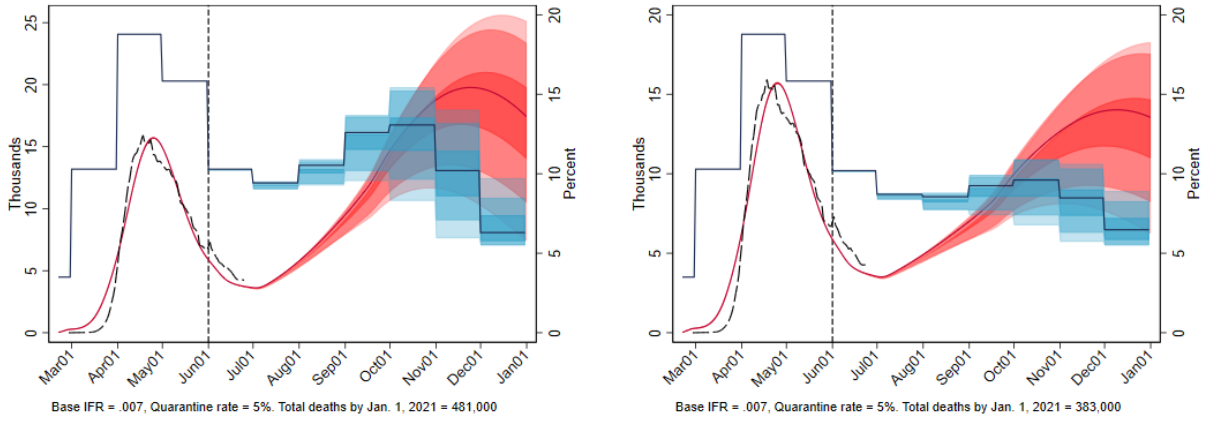 25
20
15
10
5
0
Thousands
20
15
10
5
0
Percent
Mar01 Apr01 May01 Jun01 Jul01 Aug01 Sep01 Oct01 Nov01 Dec01 Jan01
Base IFR = .007, Quarantine rate = 5%. Total deaths by Jan. 1, 2021 = 481,000
20
15
10
5
0
Thousands
20
15
10
5
0
Percent
Mar01 Apr01 May01 Jun01 Jul01 Aug01 Sep01 Oct01 Nov01 Dec01 Jan01
Base IFR = .007, Quarantine rate = 5%. Total deaths by Jan. 1, 2021 = 383,000